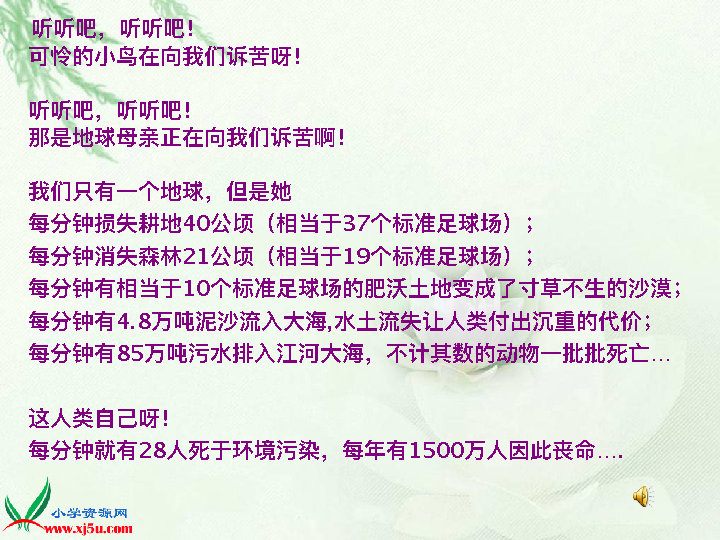 听听吧，听听吧！
可怜的小鸟在向我们诉苦呀！
听听吧，听听吧！
那是地球母亲正在向我们诉苦啊！
我们只有一个地球，但是她
每分钟损失耕地40公顷（相当于37个标准足球场）；
每分钟消失森林21公顷（相当于19个标准足球场）；
每分钟有相当于10个标准足球场的肥沃土地变成了寸草不生的沙漠；
每分钟有4.8万吨泥沙流入大海,水土流失让人类付出沉重的代价；
每分钟有85万吨污水排入江河大海，不计其数的动物一批批死亡…
这人类自己呀！
每分钟就有28人死于环境污染，每年有1500万人因此丧命….
小学资源网
www.xj5u.com